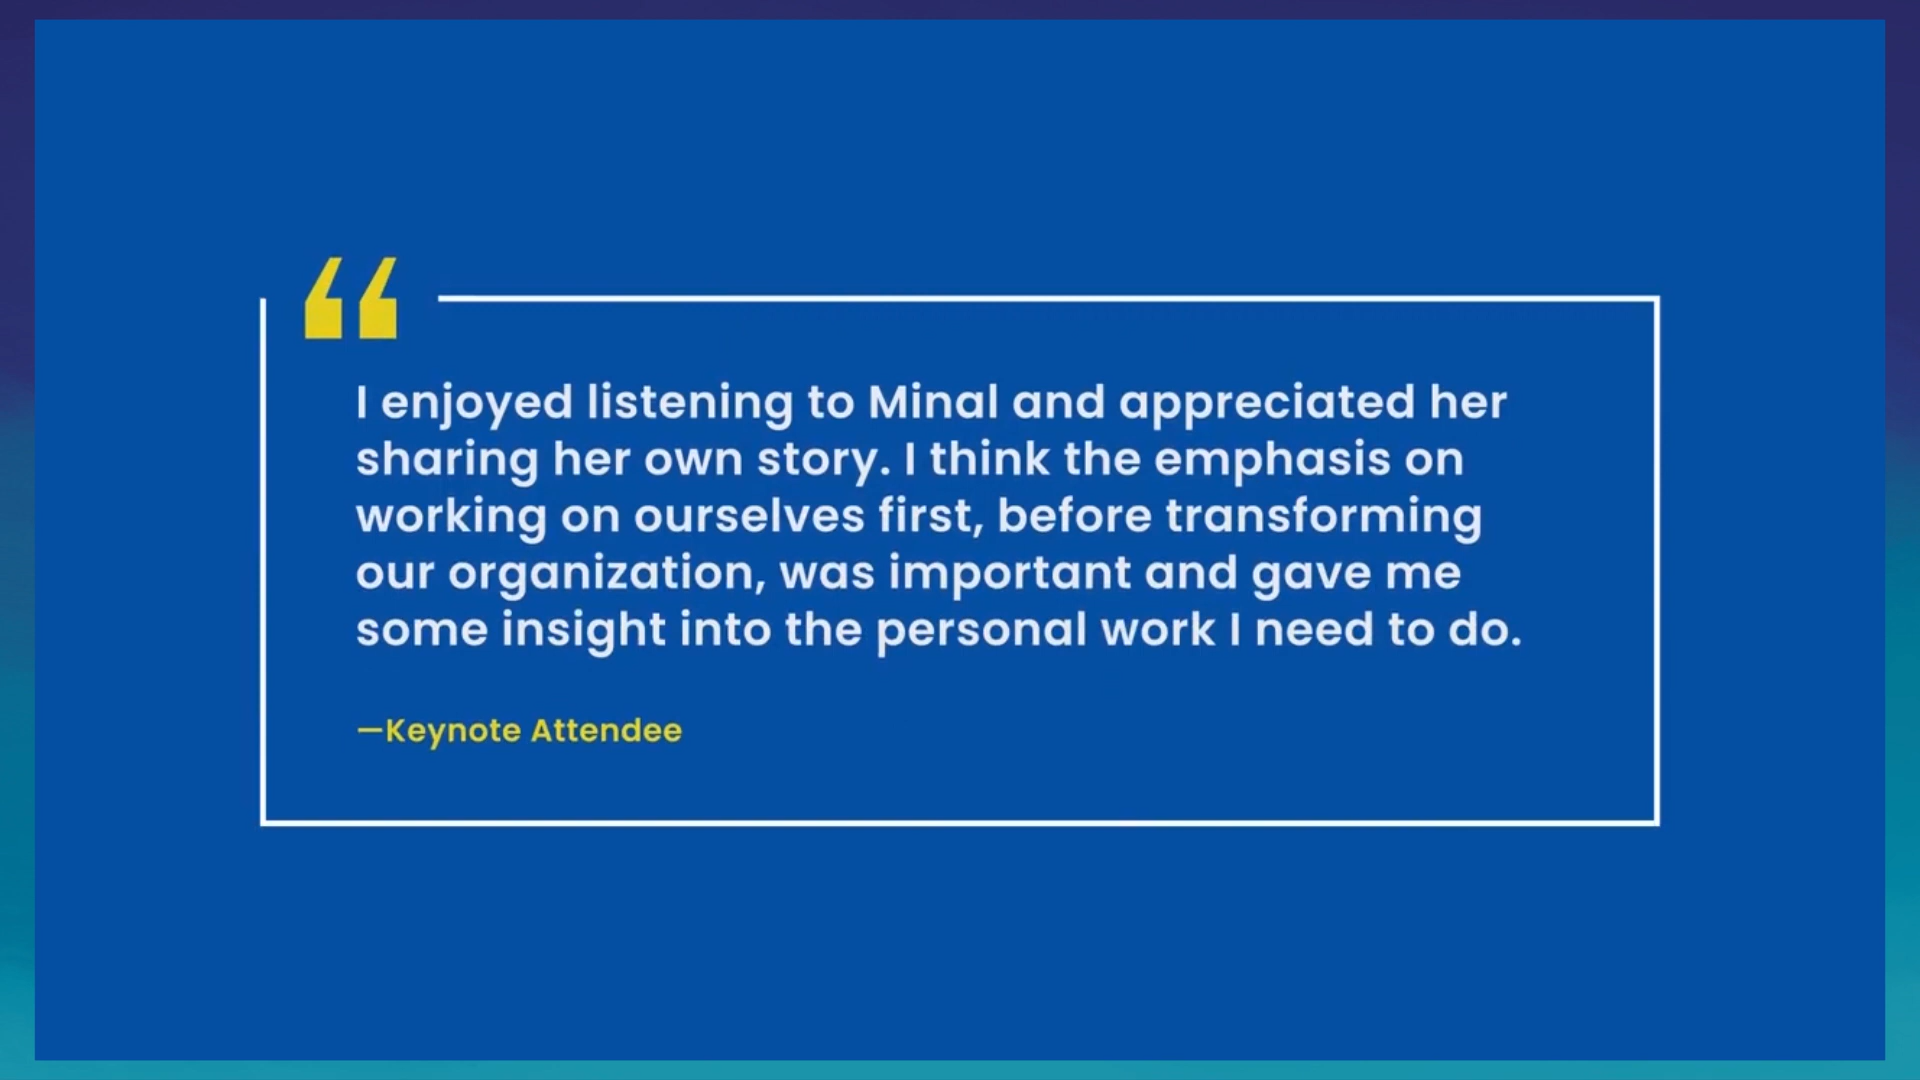 “
I enjoyed listening to Minal and appreciated her
sharing her own story. I think the emphasis on
working on ourselves first, before transforming
our organization, was important and gave me
some insight into the personal work I need to do.
—Keynote Attendee